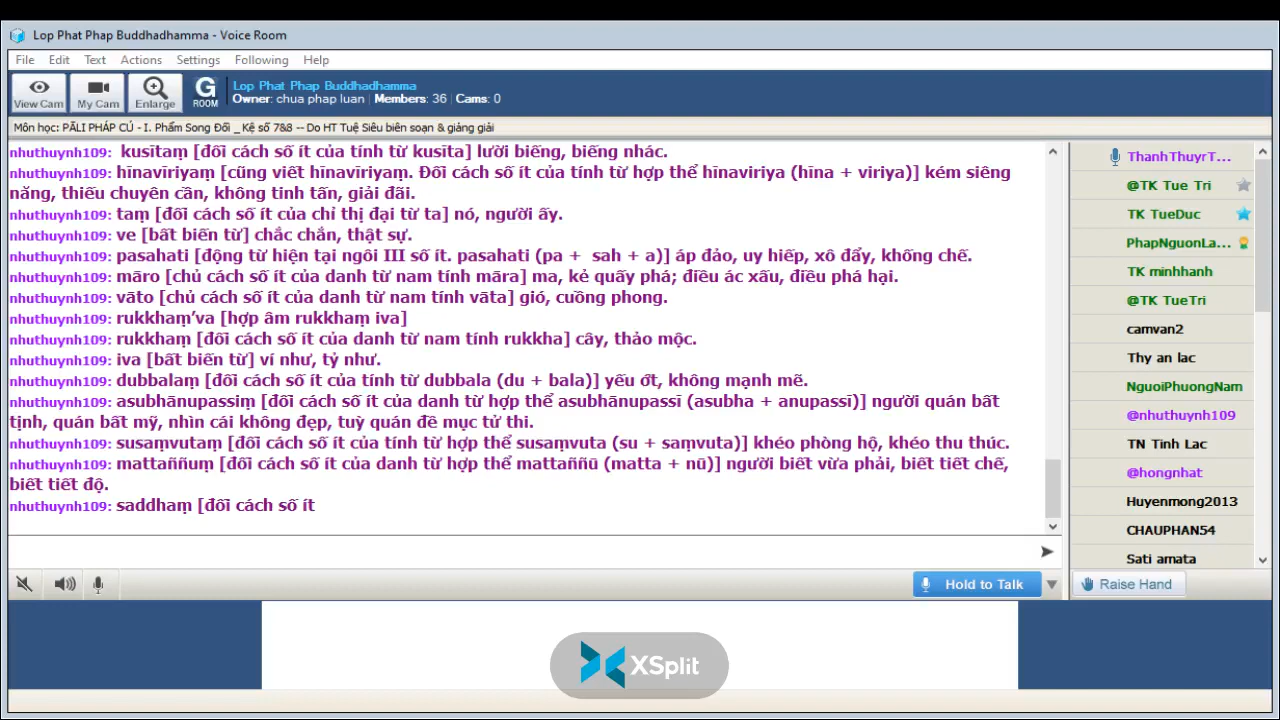 Lop Phat Phap Buddhadhamma - Voice Room
File Edit Text Actions Settings Following Help
View Cam My Cam Enlarge G ROOM
Lop Phat Phap Buddhadhamma
Owner: chua phap luan | Members: 36 | Cams: 0
Môn học: PĀLI PHÁP CÚ - I. Phẩm Song Đối _ Kệ số 7&8 -- Do HT Tuệ Siêu biên soạn & giảng giải
nhuthuynh109: kusītaṃ [đối cách số ít của tính từ kusīta] lười biếng, biếng nhác.
nhuthuynh109: hīnavīriyaṃ [cũng viết hīnavīriyaṃ. Đối cách số ít của tính từ hợp thể hīnaviriya (hīna + viriya)] kém siêng
năng, thiếu chuyên cần, không tinh tấn, giải đãi.
nhuthuynh109: taṃ [đối cách số ít của chỉ thị đại từ ta] nó, người ấy.
nhuthuynh109: ve [bất biến từ] chắc chắn, thật sự.
nhuthuynh109: pasahati [động từ hiện tại ngôi III số ít. pasahati (pa + sah + a)] áp đảo, uy hiếp, xô đẩy, khống chế.
nhuthuynh109: māro [chủ cách số ít của danh từ nam tính māra] ma, kẻ quấy phá; điều ác xấu, điều phá hại.
nhuthuynh109: vāto [chủ cách số ít của danh từ nam tính vāta] gió, cuồng phong.
nhuthuynh109: rukkhaṃ’va [hợp âm rukkhaṃ iva]
nhuthuynh109: rukkhaṃ [đối cách số ít của danh từ nam tính rukkha] cây, thảo mộc.
nhuthuynh109: iva [bất biến từ] ví như, tỷ như.
nhuthuynh109: dubbalaṃ [đối cách số ít của tính từ dubbala (du + bala)] yếu ớt, không mạnh mẽ.
nhuthuynh109: asubhānupassiṃ [đối cách số ít của danh từ hợp thể asubhānupassī (asubha + anupassī)] người quán bất
tịnh, quán bất mỹ, nhìn cái không đẹp, tuỳ quán đề mục tử thi.
nhuthuynh109: susaṃvutaṃ [đối cách số ít của tính từ hợp thể susaṃvuta (su + saṃvuta)] khéo phòng hộ, khéo thu thúc.
nhuthuynh109: mattaññuṃ [đối cách số ít của danh từ hợp thể mattaññū (matta + ñū)] người biết vừa phải, biết tiết chế,
biết tiết độ.
nhuthuynh109: saddhaṃ [đối cách số ít
ThanhThuyrT...
@TK Tue Tri
TK TueDuc
PhapNguonLa...
TK minhhanh
@TK TueTri
camvan2
Thy an lac
NguoiPhuongNam
@nhuthuynh109
TN Tinh Lac
@hongnhat
Huyenmong2013
CHAUPHAN54
Sati amata
Hold to Talk
Raise Hand
XSplit